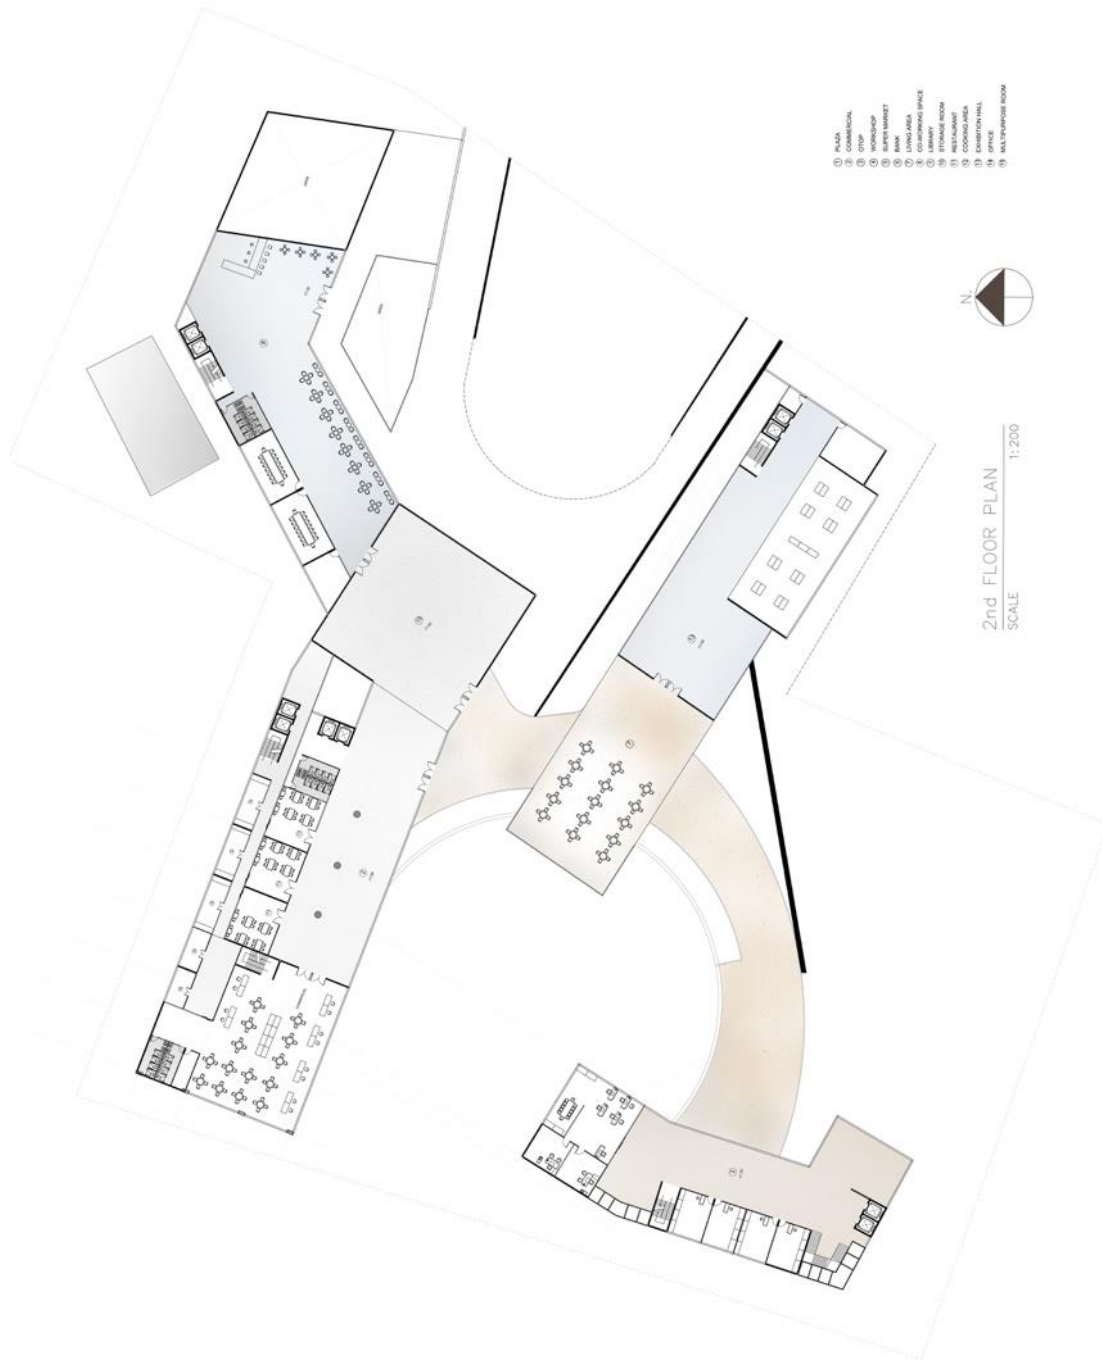 ① PLAZA
② COMMERCIAL
③ OTOP
④ WORKSHOP
⑤ SUPER MARKET
⑥ BANK
⑦ LIVING AREA
⑧ CO-WORKING SPACE
⑨ LIBRARY
⑩ STORAGE ROOM
⑪ RESTAURANT
⑫ COOKING AREA
⑬ EXHIBITION HALL
⑭ OFFICE
⑮ MULTIPURPOSE ROOM
N.
2nd FLOOR PLAN
SCALE 1:200
OPEN
OPEN